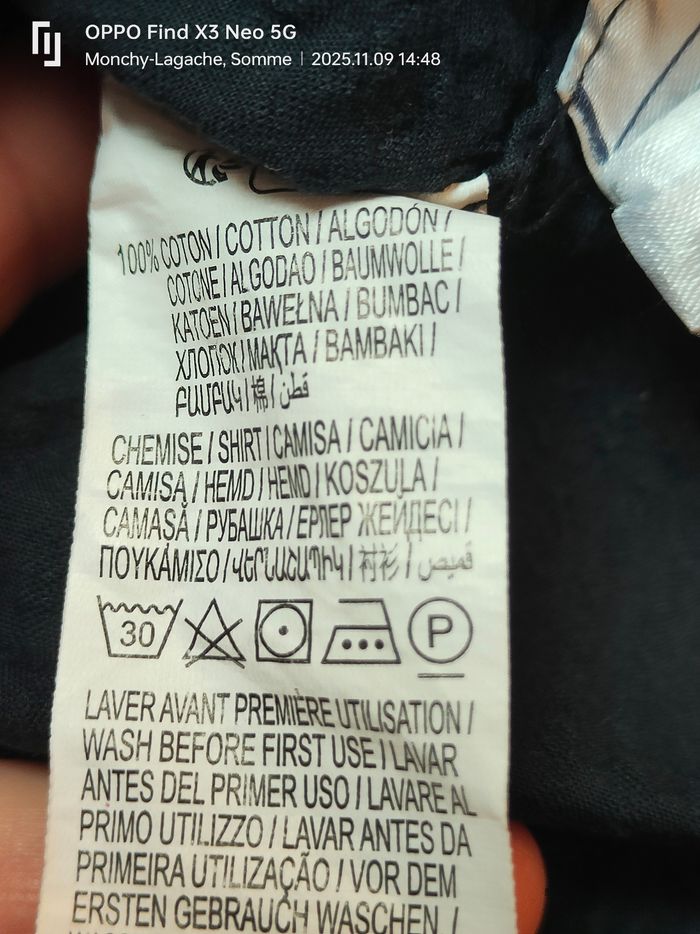 OPPO Find X3 Neo 5G
Monchy-Lagache, Somme | 2025.11.09 14:48
100% COTON / COTTON / ALGODÓN /
COTONE / ALGODAO / BAUMWOLLE /
KATOEN / BAWEŁNA / BUMBAC /
ХЛОПОК / МАҚТА / BAMBAKI /
ԲԱՄԲԱԿ / 棉 / قطن
CHEMISE / SHIRT / CAMISA / CAMICIA /
CAMISA / HEMD / HEMD / KOSZULA /
CAMASĂ / РУБАШКА / ЕРЛЕР ЖЕЙДЕСІ /
ΠΟΥΚΑΜΙΣΟ / ՎԵՐՆԱՇԱՊԻԿ / 衬衫 / قميص
30
P
LAVER AVANT PREMIÈRE UTILISATION /
WASH BEFORE FIRST USE / LAVAR
ANTES DEL PRIMER USO / LAVARE AL
PRIMO UTILIZZO / LAVAR ANTES DA
PRIMEIRA UTILIZAÇÃO / VOR DEM
ERSTEN GEBRAUCH WASCHEN /